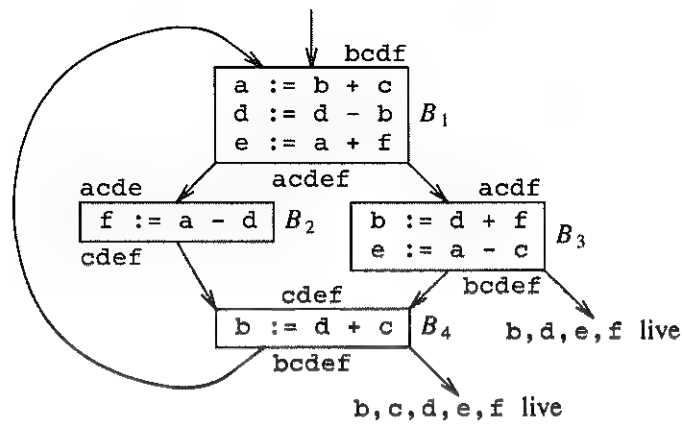 bcdf
a := b + c
d := d - b
e := a + f
B1
acdef
acde
f := a - d
B2
cdef
acdf
b := d + f
e := a - c
B3
bcdef
cdef
b := d + c
B4
bcdef
b, d, e, f live
b, c, d, e, f live